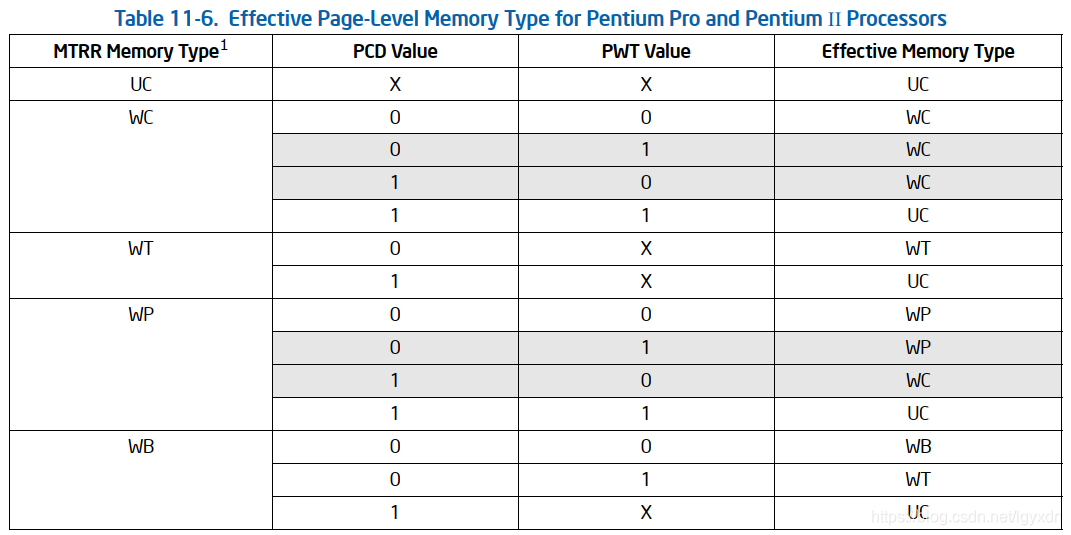 Table 11-6. Effective Page-Level Memory Type for Pentium Pro and Pentium II Processors
MTRR Memory Type1 PCD Value PWT Value Effective Memory Type
UC X X UC
WC 0 0 WC
0 1 WC
1 0 WC
1 1 UC
WT 0 X WT
1 X UC
WP 0 0 WP
0 1 WP
1 0 WC
1 1 UC
WB 0 0 WB
0 1 WT
1 X UC
https://blog.csdn.net/lgyxdr